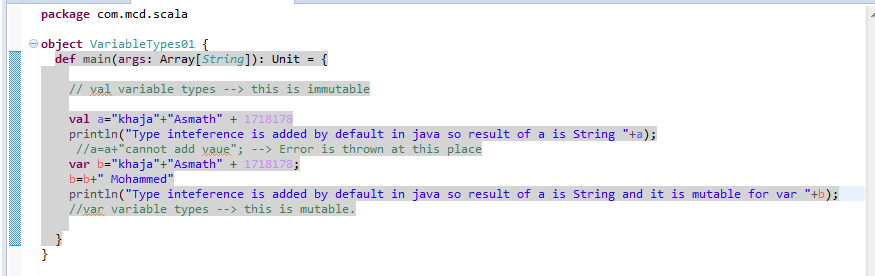 package com.mcd.scala
object VariableTypes01 {
def main(args: Array[String]): Unit = {
// val variable types --> this is immutable
val a="khaja"+"Asmath" + 1718178
println("Type inteference is added by default in java so result of a is String "+a);
//a=a+"cannot add vaue"; --> Error is thrown at this place
var b="khaja"+"Asmath" + 1718178;
b=b+" Mohammed"
println("Type inteference is added by default in java so result of a is String and it is mutable for var "+b);
//var variable types --> this is mutable.
}
}